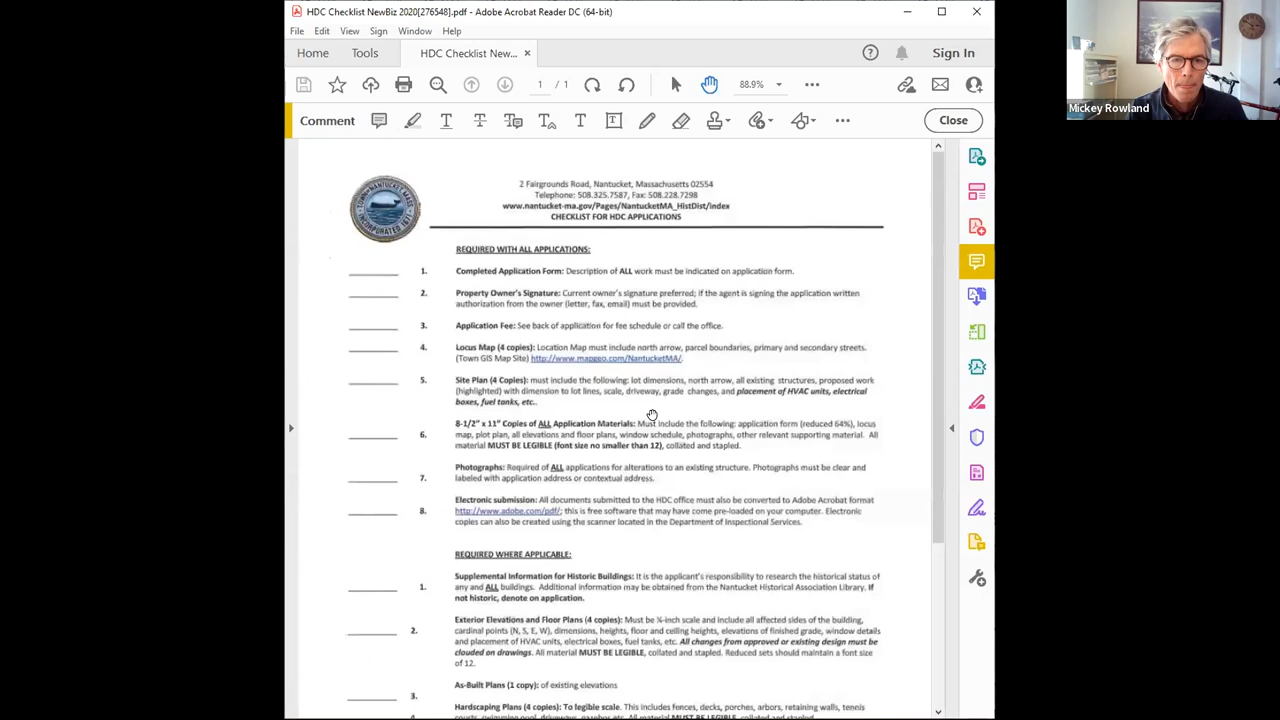 HDC Checklist NewBiz 2020[276548].pdf - Adobe Acrobat Reader DC (64-bit)
File Edit View Sign Window Help
Home Tools HDC Checklist New... × Sign In
1 / 1 88.9%
Comment Close
Mickey Rowland
2 Fairgrounds Road, Nantucket, Massachusetts 02554
Telephone: 508.325.7587, Fax: 508.228.7298
www.nantucket-ma.gov/Pages/NantucketMA_HistDist/index
CHECKLIST FOR HDC APPLICATIONS
REQUIRED WITH ALL APPLICATIONS:
1. Completed Application Form: Description of ALL work must be indicated on application form.
2. Property Owner's Signature: Current owner's signature preferred; if the agent is signing the application written
authorization from the owner (letter, fax, email) must be provided.
3. Application Fee: See back of application for fee schedule or call the office.
4. Locus Map (4 copies): Location Map must include north arrow, parcel boundaries, primary and secondary streets.
(Town GIS Map Site) http://www.mapgeo.com/NantucketMA/.
5. Site Plan (4 Copies): must include the following: lot dimensions, north arrow, all existing structures, proposed work
(highlighted) with dimension to lot lines, scale, driveway, grade changes, and placement of HVAC units, electrical
boxes, fuel tanks, etc..
8-1/2" x 11" Copies of ALL Application Materials: Must include the following: application form (reduced 64%), locus
6. map, plot plan, all elevations and floor plans, window schedule, photographs, other relevant supporting material. All
material MUST BE LEGIBLE (font size no smaller than 12), collated and stapled.
Photographs: Required of ALL applications for alterations to an existing structure. Photographs must be clear and
7. labeled with application address or contextual address.
Electronic submission: All documents submitted to the HDC office must also be converted to Adobe Acrobat format
8. http://www.adobe.com/pdf/; this is free software that may have come pre-loaded on your computer. Electronic
copies can also be created using the scanner located in the Department of Inspectional Services.
REQUIRED WHERE APPLICABLE:
Supplemental Information for Historic Buildings: It is the applicant's responsibility to research the historical status of
1. any and ALL buildings. Additional information may be obtained from the Nantucket Historical Association Library. If
not historic, denote on application.
Exterior Elevations and Floor Plans (4 copies): Must be ¼-inch scale and include all affected sides of the building,
2. cardinal points (N, S, E, W), dimensions, heights, floor and ceiling heights, elevations of finished grade, window details
and placement of HVAC units, electrical boxes, fuel tanks, etc. All changes from approved or existing design must be
clouded on drawings. All material MUST BE LEGIBLE, collated and stapled. Reduced sets should maintain a font size
of 12.
As-Built Plans (1 copy): of existing elevations
3.
Hardscaping Plans (4 copies): To legible scale. This includes fences, decks, porches, arbors, retaining walls, tennis
4. courts, swimming pool, driveways, gazebos etc. All material MUST BE LEGIBLE, collated and stapled.